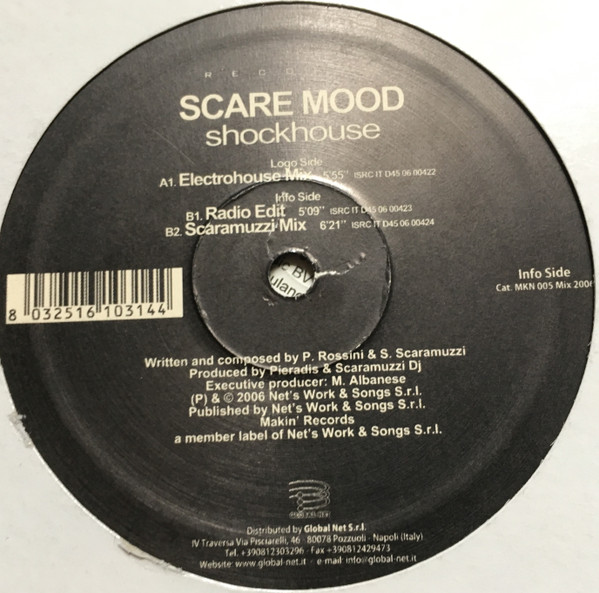 SCARE MOOD
shockhouse
Logo Side
A1. Electrohouse Mix 5'55" ISRC IT D45 06 00422
Info Side
B1. Radio Edit 5'09" ISRC IT D45 06 00423
B2. Scaramuzzi Mix 6'21" ISRC IT D45 06 00424
8 032516 103144
Info Side
Cat. MKN 005 Mix 2006
Written and composed by P. Rossini & S. Scaramuzzi
Produced by Pieradis & Scaramuzzi Dj
Executive producer: M. Albanese
(P) & © 2006 Net's Work & Songs S.r.l.
Published by Net's Work & Songs S.r.l.
Makin' Records
a member label of Net's Work & Songs S.r.l.
Distributed by Global Net S.r.l.
IV Traversa Via Pisciarelli, 46 - 80078 Pozzuoli - Napoli (Italy)
Tel. +390812303296 - Fax +390812429473
Website: www.global-net.it - e-mail: info@global-net.it